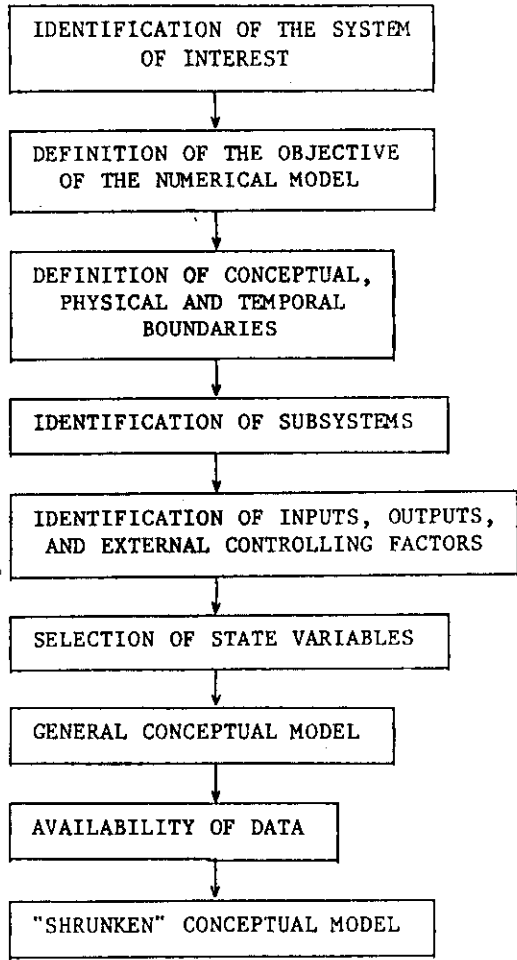 IDENTIFICATION OF THE SYSTEM
OF INTEREST
DEFINITION OF THE OBJECTIVE
OF THE NUMERICAL MODEL
DEFINITION OF CONCEPTUAL,
PHYSICAL AND TEMPORAL
BOUNDARIES
IDENTIFICATION OF SUBSYSTEMS
IDENTIFICATION OF INPUTS, OUTPUTS,
AND EXTERNAL CONTROLLING FACTORS
SELECTION OF STATE VARIABLES
GENERAL CONCEPTUAL MODEL
AVAILABILITY OF DATA
"SHRUNKEN" CONCEPTUAL MODEL